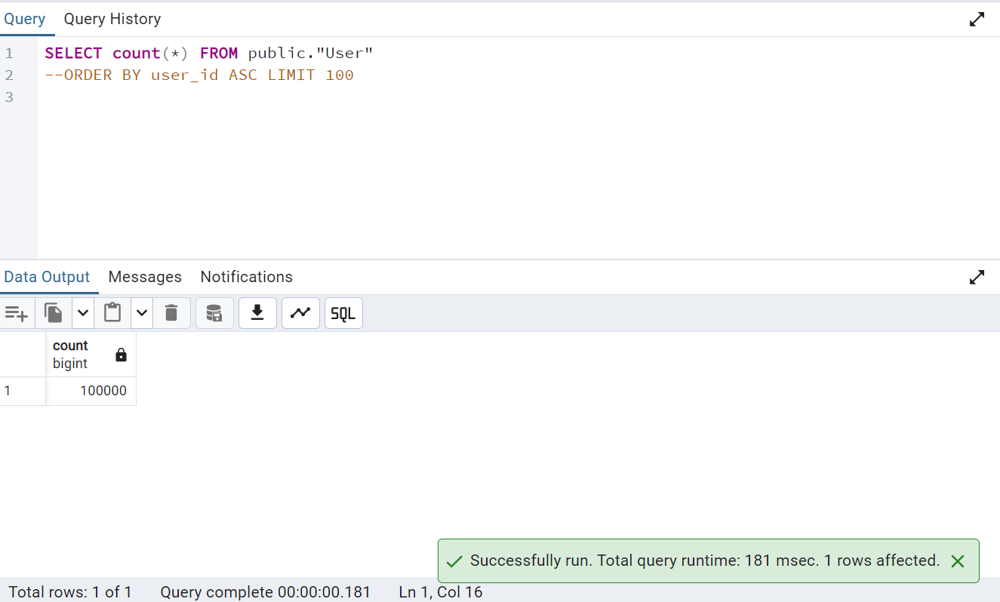 Query Query History
1 SELECT count(*) FROM public."User"
2 --ORDER BY user_id ASC LIMIT 100
3
Data Output Messages Notifications
SQL
count
bigint
1 100000
Successfully run. Total query runtime: 181 msec. 1 rows affected.
Total rows: 1 of 1 Query complete 00:00:00.181 Ln 1, Col 16